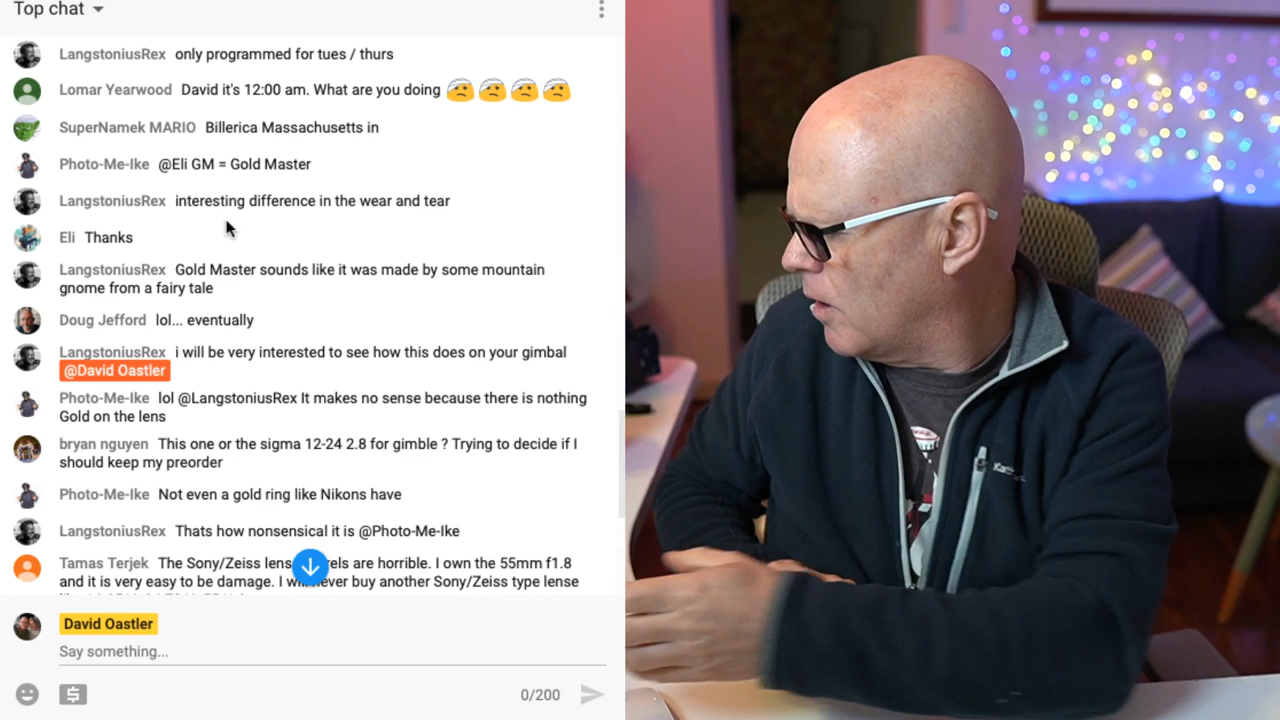 Top chat
LangstoniusRex only programmed for tues / thurs
Lomar Yearwood David it's 12:00 am. What are you doing
SuperNamek MARIO Billerica Massachusetts in
Photo-Me-Ike @Eli GM = Gold Master
LangstoniusRex interesting difference in the wear and tear
Eli Thanks
LangstoniusRex Gold Master sounds like it was made by some mountain
gnome from a fairy tale
Doug Jefford lol... eventually
LangstoniusRex i will be very interested to see how this does on your gimbal
@David Oastler
Photo-Me-Ike lol @LangstoniusRex It makes no sense because there is nothing
Gold on the lens
bryan nguyen This one or the sigma 12-24 2.8 for gimble ? Trying to decide if I
should keep my preorder
Photo-Me-Ike Not even a gold ring like Nikons have
LangstoniusRex Thats how nonsensical it is @Photo-Me-Ike
Tamas Terjek The Sony/Zeiss lens are horrible. I own the 55mm f1.8
and it is very easy to be damage. I never buy another Sony/Zeiss type lense
David Oastler
Say something...
0/200